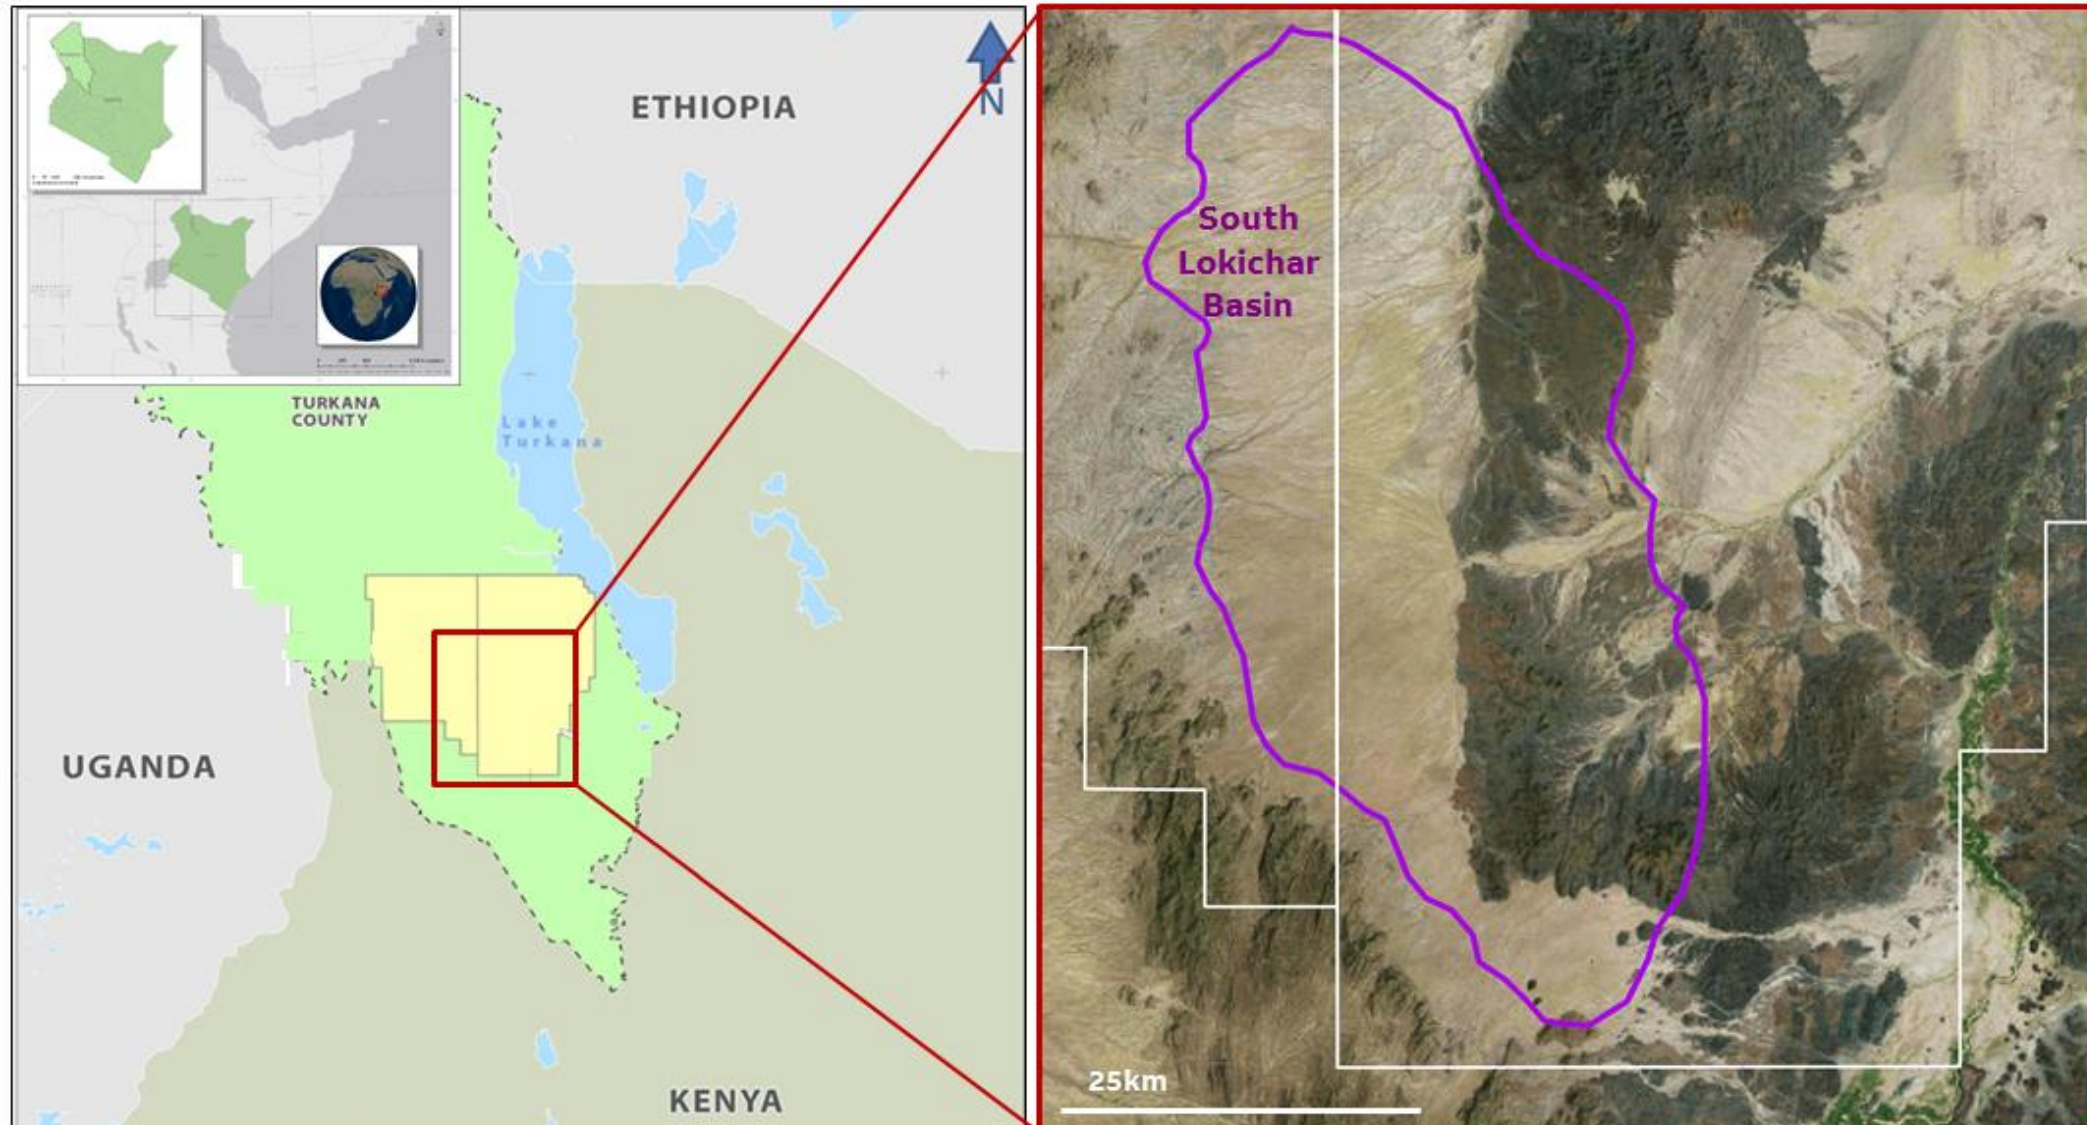 ETHIOPIA
N
TURKANA
COUNTY
Lake
Turkana
UGANDA
KENYA
South
Lokichar
Basin
25km